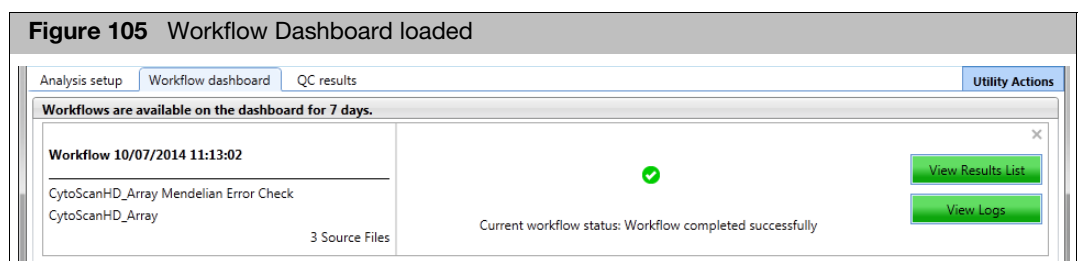 Figure 105 Workflow Dashboard loaded
Analysis setup Workflow dashboard QC results Utility Actions
Workflows are available on the dashboard for 7 days.
Workflow 10/07/2014 11:13:02
CytoScanHD_Array Mendelian Error Check
CytoScanHD_Array
3 Source Files
Current workflow status: Workflow completed successfully
View Results List
View Logs